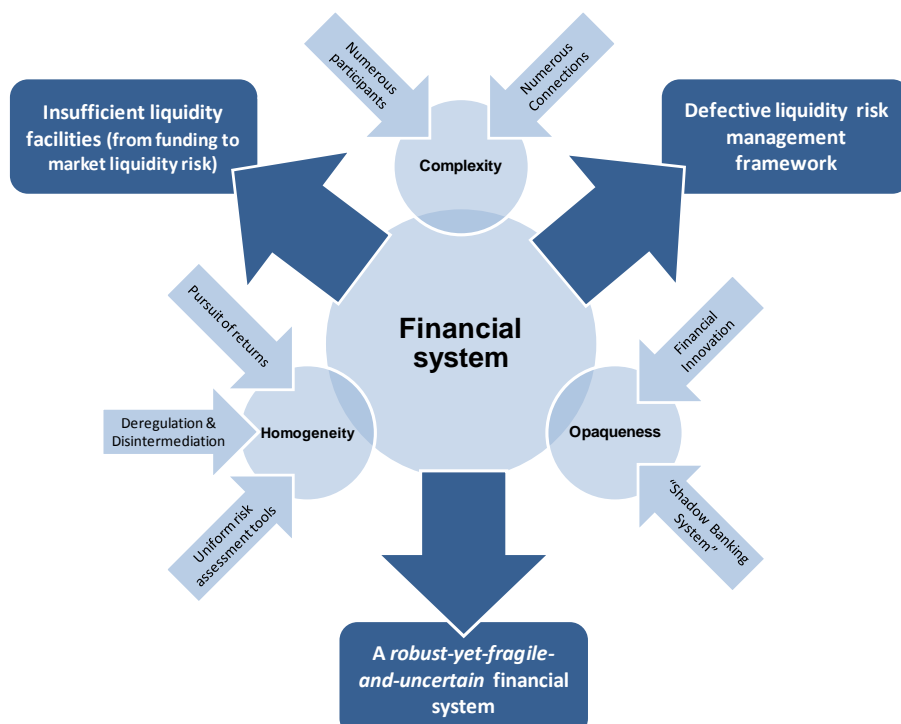 Numerous
participants
Numerous
Connections
Insufficient liquidity
facilities (from funding to
market liquidity risk)
Defective liquidity risk
management
framework
Complexity
Financial
system
Pursuit of returns
Financial
Innovation
Deregulation &
Disintermediation
Homogeneity
Opaqueness
Uniform risk
assessment tools
“Shadow Banking
System”
A robust-yet-fragile-
and-uncertain financial
system